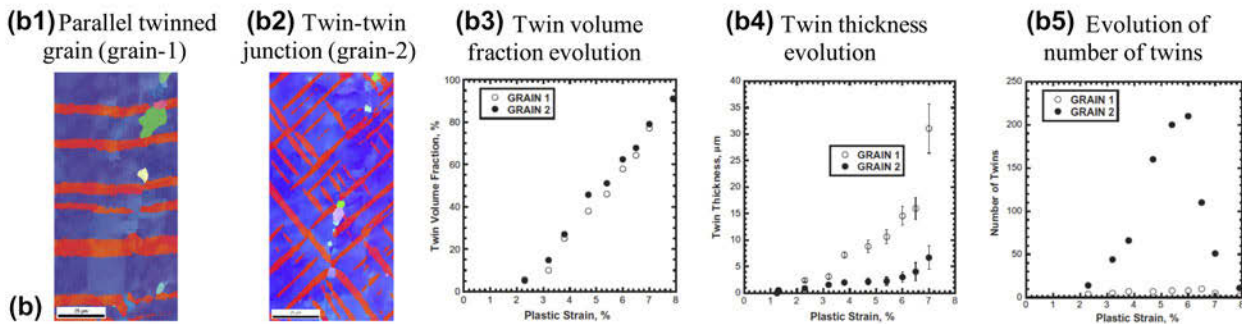 (b1) Parallel twinned
grain (grain-1)
(b2) Twin-twin
junction (grain-2)
(b3) Twin volume
fraction evolution
(b4) Twin thickness
evolution
(b5) Evolution of
number of twins
(b)
Twin Volume Fraction, %
100
80
60
40
20
0
GRAIN 1
GRAIN 2
0 1 2 3 4 5 6 7 8
Plastic Strain, %
Twin Thickness, µm
40
35
30
25
20
15
10
5
0
GRAIN 1
GRAIN 2
0 1 2 3 4 5 6 7 8
Plastic Strain, %
Number of Twins
250
200
150
100
50
0
GRAIN 1
GRAIN 2
0 1 2 3 4 5 6 7 8
Plastic Strain, %